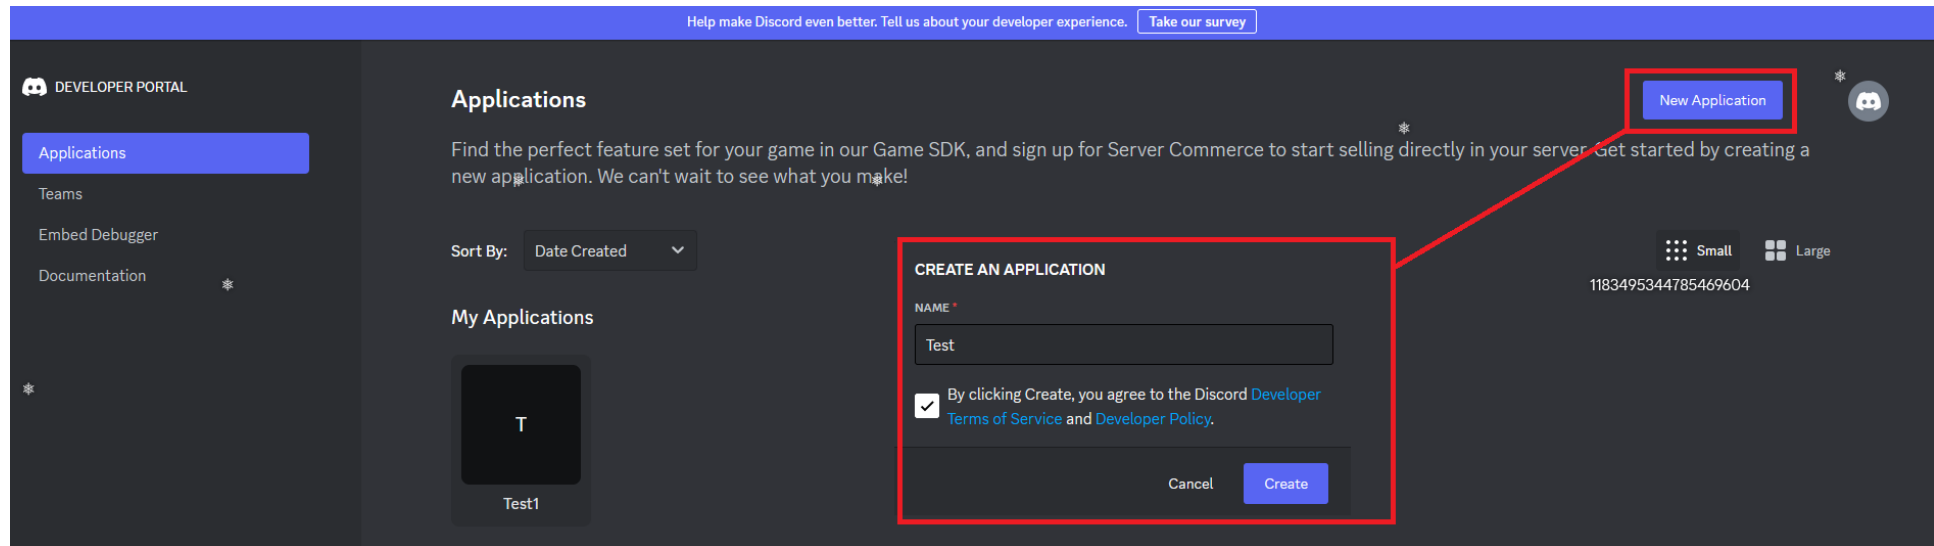 Help make Discord even better. Tell us about your developer experience. Take our survey
DEVELOPER PORTAL
Applications
Teams
Embed Debugger
Documentation
Applications
New Application
Find the perfect feature set for your game in our Game SDK, and sign up for Server Commerce to start selling directly in your server. Get started by creating a
new application. We can't wait to see what you make!
Sort By: Date Created
Small Large
1183495344785469604
My Applications
T
Test1
CREATE AN APPLICATION
NAME *
Test
By clicking Create, you agree to the Discord Developer
Terms of Service and Developer Policy.
Cancel Create